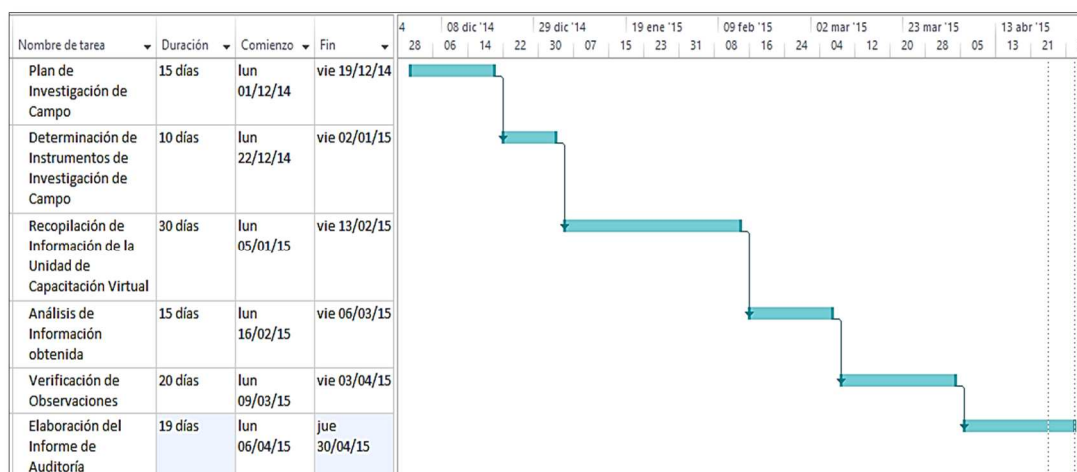 4 08 dic '14 29 dic '14 19 ene '15 09 feb '15 02 mar '15 23 mar '15 13 abr '15
Nombre de tarea Duración Comienzo Fin 28 06 14 22 30 07 15 23 31 08 16 24 04 12 20 28 05 13 21
Plan de 15 días lun vie 19/12/14
Investigación de 01/12/14
Campo
Determinación de 10 días lun vie 02/01/15
Instrumentos de 22/12/14
Investigación de
Campo
Recopilación de 30 días lun vie 13/02/15
Información de la 05/01/15
Unidad de
Capacitación Virtual
Análisis de 15 días lun vie 06/03/15
Información 16/02/15
obtenida
Verificación de 20 días lun vie 03/04/15
Observaciones 09/03/15
Elaboración del 19 días lun jue
Informe de 06/04/15 30/04/15
Auditoría